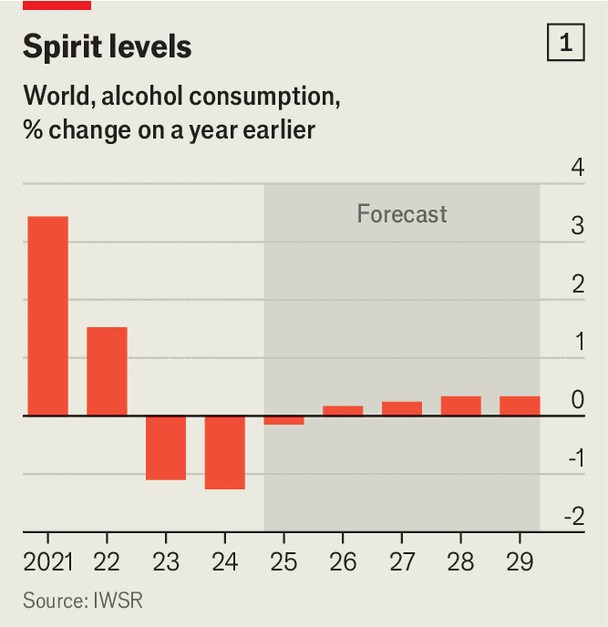 Spirit levels
1
World, alcohol consumption,
% change on a year earlier
4
Forecast
3
2
1
0
-1
-2
2021 22 23 24 25 26 27 28 29
Source: IWSR